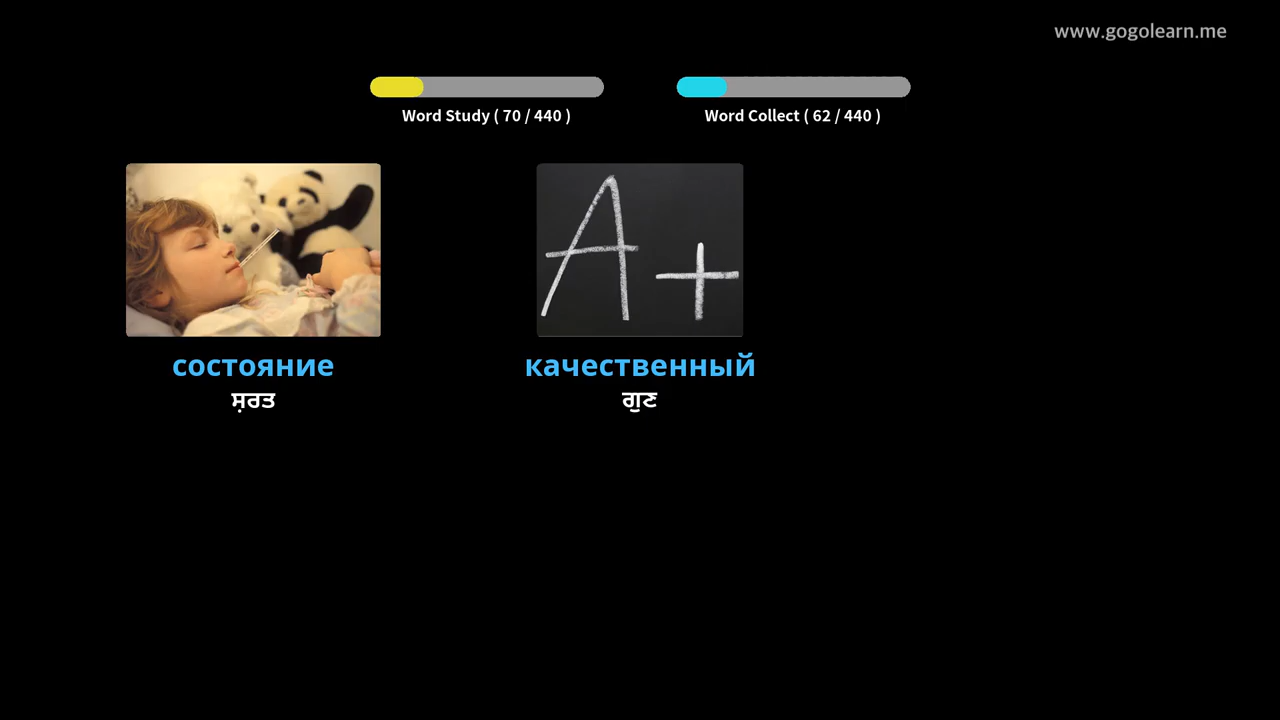 www.gogolearn.me
Word Study ( 70 / 440 )
Word Collect ( 62 / 440 )
A+
состояние
качественный
ਸ਼ਰਤ
ਗੁਣ